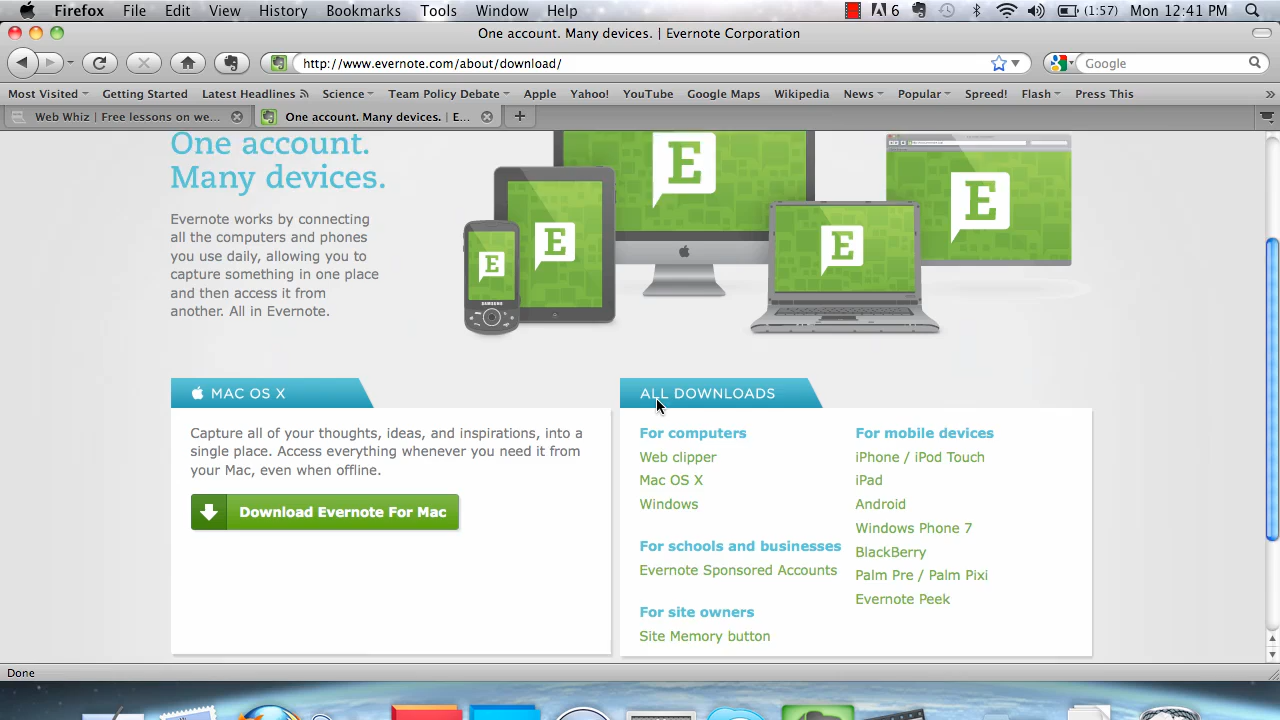 Firefox File Edit View History Bookmarks Tools Window Help 6 (1:57) Mon 12:41 PM
One account. Many devices. | Evernote Corporation
http://www.evernote.com/about/download/ Google
Most Visited Getting Started Latest Headlines Science Team Policy Debate Apple Yahoo! YouTube Google Maps Wikipedia News Popular Spreed! Flash Press This »
Web Whiz | Free lessons on we... One account. Many devices. | E... +
One account.
Many devices.
Evernote works by connecting
all the computers and phones
you use daily, allowing you to
capture something in one place
and then access it from
another. All in Evernote.
E
E
E
E
E
SAMSUNG
MAC OS X
Capture all of your thoughts, ideas, and inspirations, into a
single place. Access everything whenever you need it from
your Mac, even when offline.
Download Evernote For Mac
ALL DOWNLOADS
For computers
Web clipper
Mac OS X
Windows
For schools and businesses
Evernote Sponsored Accounts
For site owners
Site Memory button
For mobile devices
iPhone / iPod Touch
iPad
Android
Windows Phone 7
BlackBerry
Palm Pre / Palm Pixi
Evernote Peek
Done